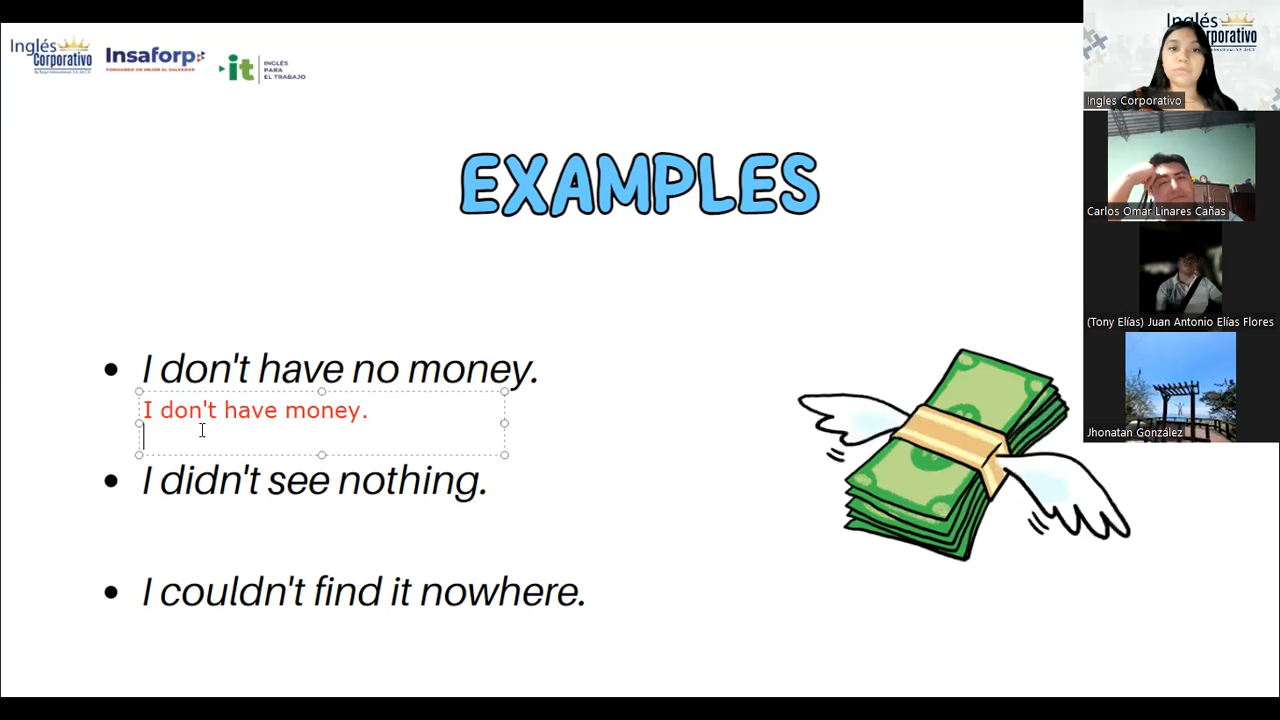 Inglés
Corporativo
Insaforp
FORMANDO UN MEJOR EL SALVADOR
it
INGLÉS
PARA
EL TRABAJO
EXAMPLES
I don't have no money.
I don't have money.
I didn't see nothing.
I couldn't find it nowhere.
Inglés
Corporativo
Ingles Corporativo
Carlos Omar Linares Cañas
(Tony Elías) Juan Antonio Elías Flores
Jhonatan González